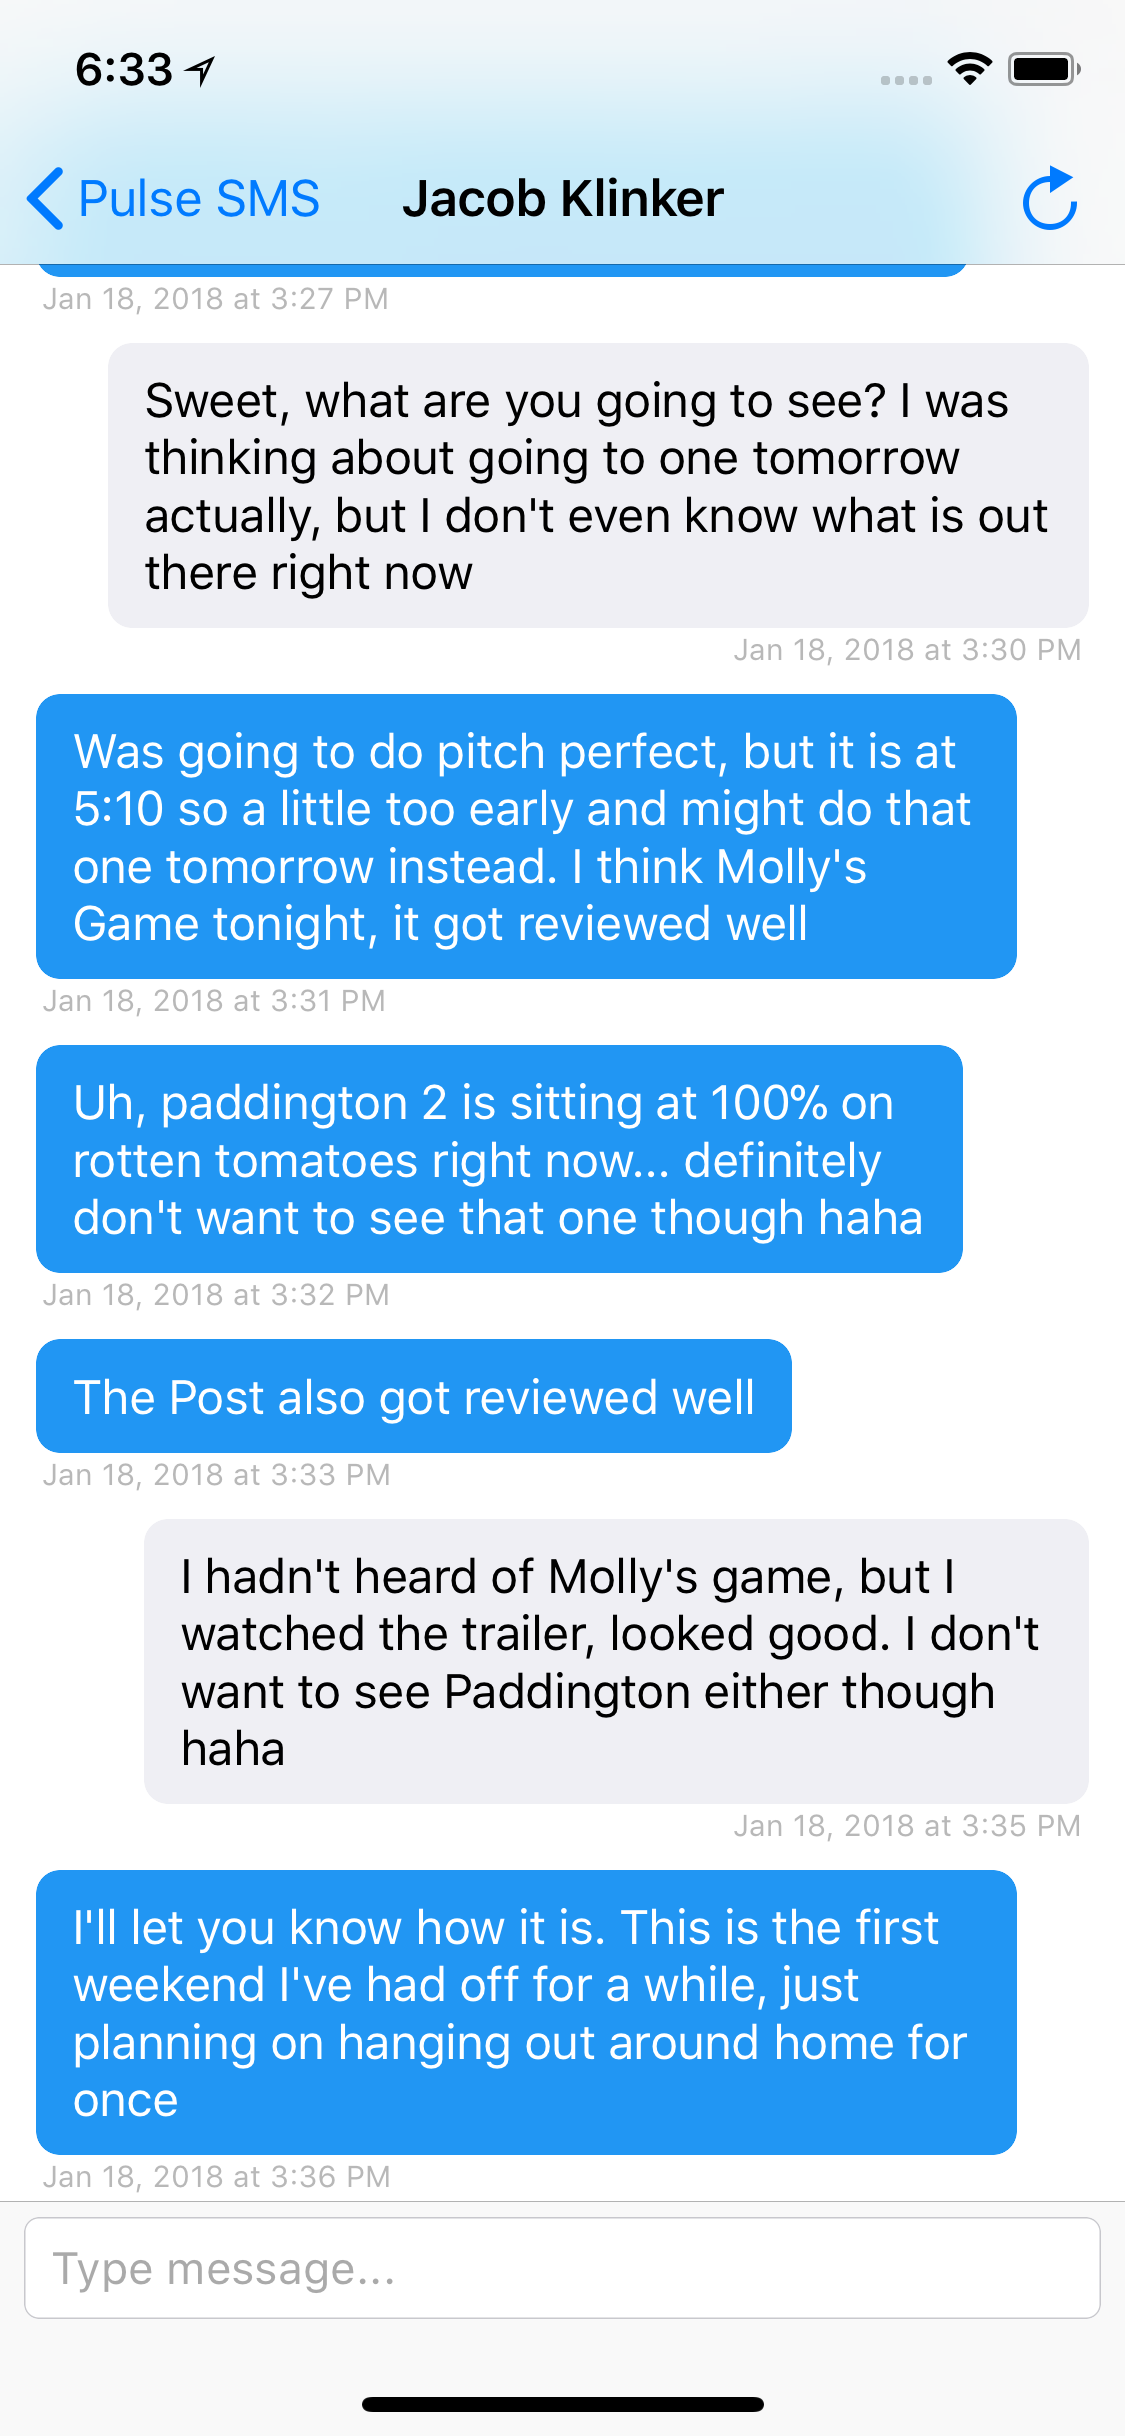 6:33
Pulse SMS
Jacob Klinker
Jan 18, 2018 at 3:27 PM
Sweet, what are you going to see? I was
thinking about going to one tomorrow
actually, but I don't even know what is out
there right now
Jan 18, 2018 at 3:30 PM
Was going to do pitch perfect, but it is at
5:10 so a little too early and might do that
one tomorrow instead. I think Molly's
Game tonight, it got reviewed well
Jan 18, 2018 at 3:31 PM
Uh, paddington 2 is sitting at 100% on
rotten tomatoes right now... definitely
don't want to see that one though haha
Jan 18, 2018 at 3:32 PM
The Post also got reviewed well
Jan 18, 2018 at 3:33 PM
I hadn't heard of Molly's game, but I
watched the trailer, looked good. I don't
want to see Paddington either though
haha
Jan 18, 2018 at 3:35 PM
I'll let you know how it is. This is the first
weekend I've had off for a while, just
planning on hanging out around home for
once
Jan 18, 2018 at 3:36 PM
Type message...